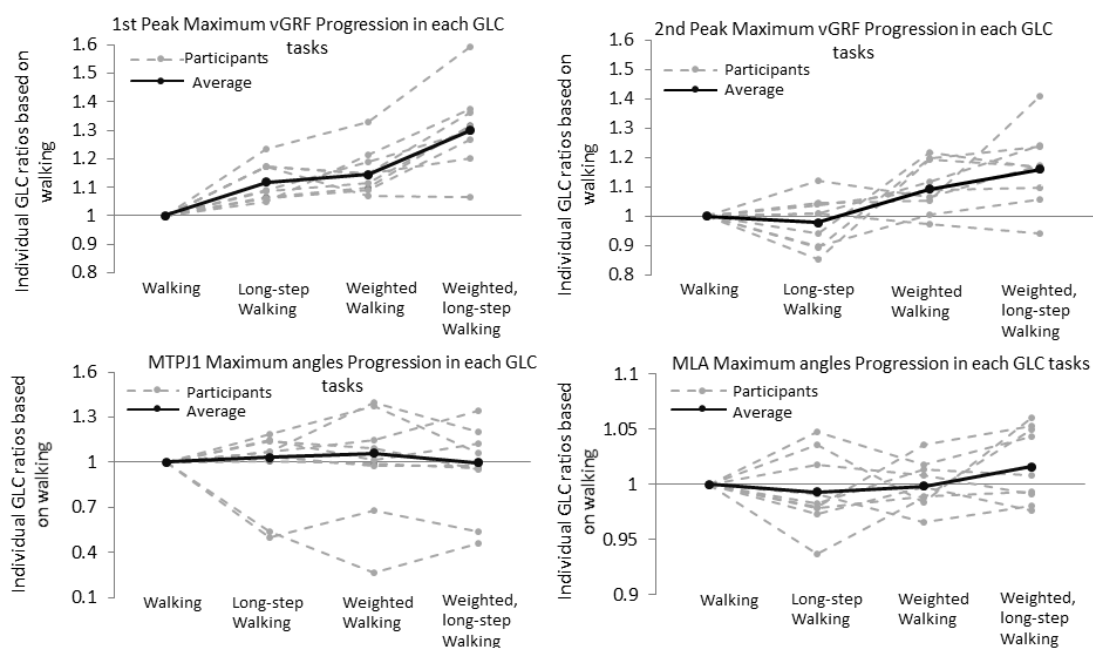 1st Peak Maximum vGRF Progression in each GLC
tasks
Individual GLC ratios based on
walking
1.6
1.5
1.4
1.3
1.2
1.1
1
0.9
0.8
Participants
Average
Walking
Long-step
Walking
Weighted
Walking
Weighted,
long-step
Walking
2nd Peak Maximum vGRF Progression in each GLC
tasks
Individual GLC ratios based on
walking
1.6
1.5
1.4
1.3
1.2
1.1
1
0.9
0.8
Participants
Average
Walking
Long-step
Walking
Weighted
Walking
Weighted,
long-step
Walking
MTPJ1 Maximum angles Progression in each GLC
tasks
Individual GLC ratios based
on walking
1.6
1.3
1
0.7
0.4
0.1
Participants
Average
Walking
Long-step
Walking
Weighted
Walking
Weighted,
long-step
Walking
MLA Maximum angles Progression in each GLC tasks
Individual GLC ratios based
on walking
1.1
1.05
1
0.95
0.9
Participants
Average
Walking
Long-step
Walking
Weighted
Walking
Weighted,
long-step
Walking